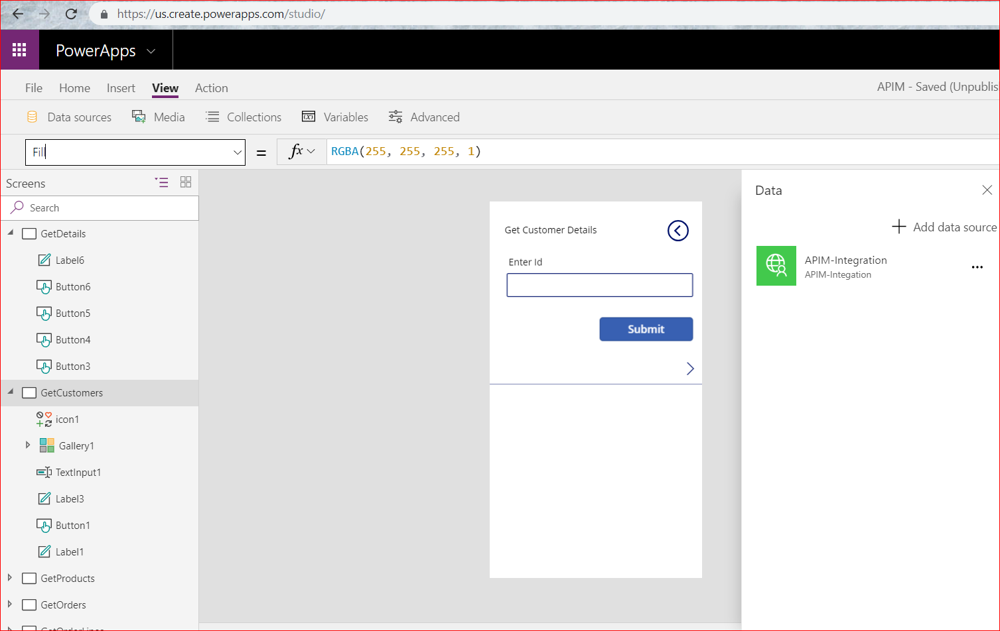 https://us.create.powerapps.com/studio/
PowerApps
File Home Insert View Action
APIM - Saved (Unpublis
Data sources Media Collections Variables Advanced
Fill = fx RGBA(255, 255, 255, 1)
Screens
Search
GetDetails
Label6
Button6
Button5
Button4
Button3
GetCustomers
icon1
Gallery1
TextInput1
Label3
Button1
Label1
GetProducts
GetOrders
GetOrderLines
Get Customer Details
Enter Id
Submit
Data
Add data source
APIM-Integration
APIM-Integation